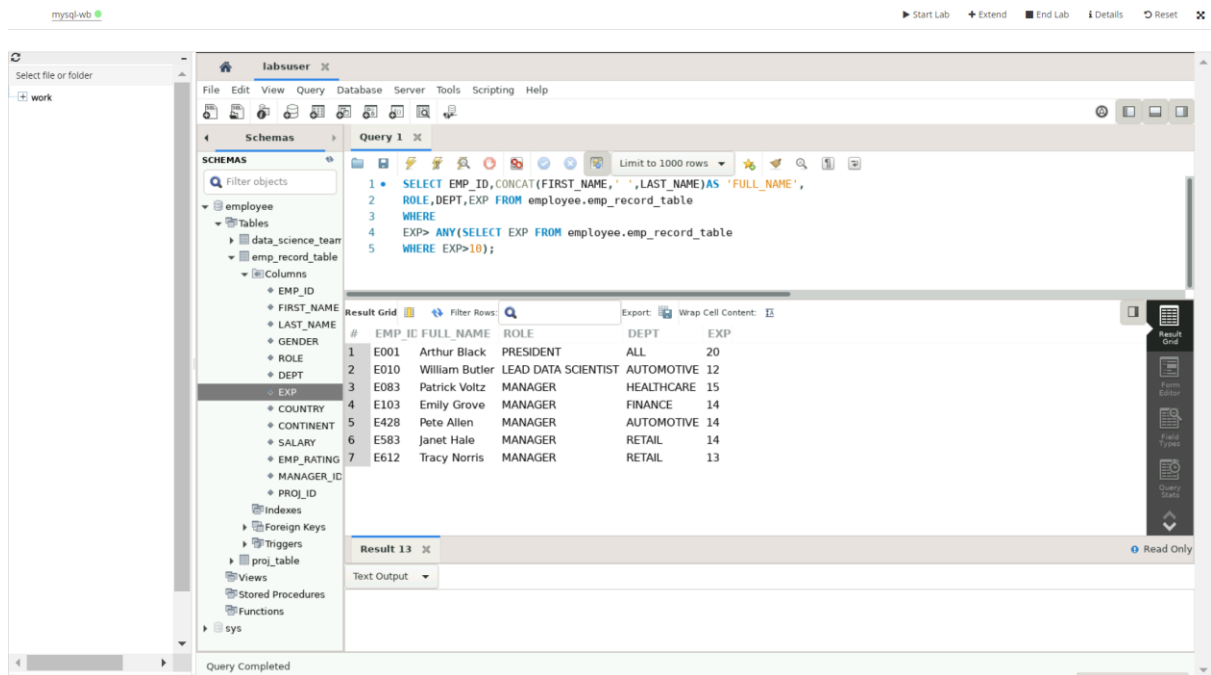 mysql-wb
Start Lab + Extend End Lab i Details Reset
Select file or folder
work
labsuser
File Edit View Query Database Server Tools Scripting Help
Schemas
SCHEMAS
Filter objects
employee
Tables
data_science_team
emp_record_table
Columns
EMP_ID
FIRST_NAME
LAST_NAME
GENDER
ROLE
DEPT
EXP
COUNTRY
CONTINENT
SALARY
EMP_RATING
MANAGER_ID
PROJ_ID
Indexes
Foreign Keys
Triggers
proj_table
Views
Stored Procedures
Functions
sys
Query 1
Limit to 1000 rows
1 SELECT EMP_ID,CONCAT(FIRST_NAME,' ',LAST_NAME)AS 'FULL_NAME',
2 ROLE,DEPT,EXP FROM employee.emp_record_table
3 WHERE
4 EXP> ANY(SELECT EXP FROM employee.emp_record_table
5 WHERE EXP>10);
Result Grid Filter Rows: Export: Wrap Cell Content:
# EMP_ID FULL_NAME ROLE DEPT EXP
1 E001 Arthur Black PRESIDENT ALL 20
2 E010 William Butler LEAD DATA SCIENTIST AUTOMOTIVE 12
3 E083 Patrick Voltz MANAGER HEALTHCARE 15
4 E103 Emily Grove MANAGER FINANCE 14
5 E428 Pete Allen MANAGER AUTOMOTIVE 14
6 E583 Janet Hale MANAGER RETAIL 14
7 E612 Tracy Norris MANAGER RETAIL 13
Result
Grid
Form
Editor
Field
Types
Query
Stats
Result 13
Read Only
Text Output
Query Completed